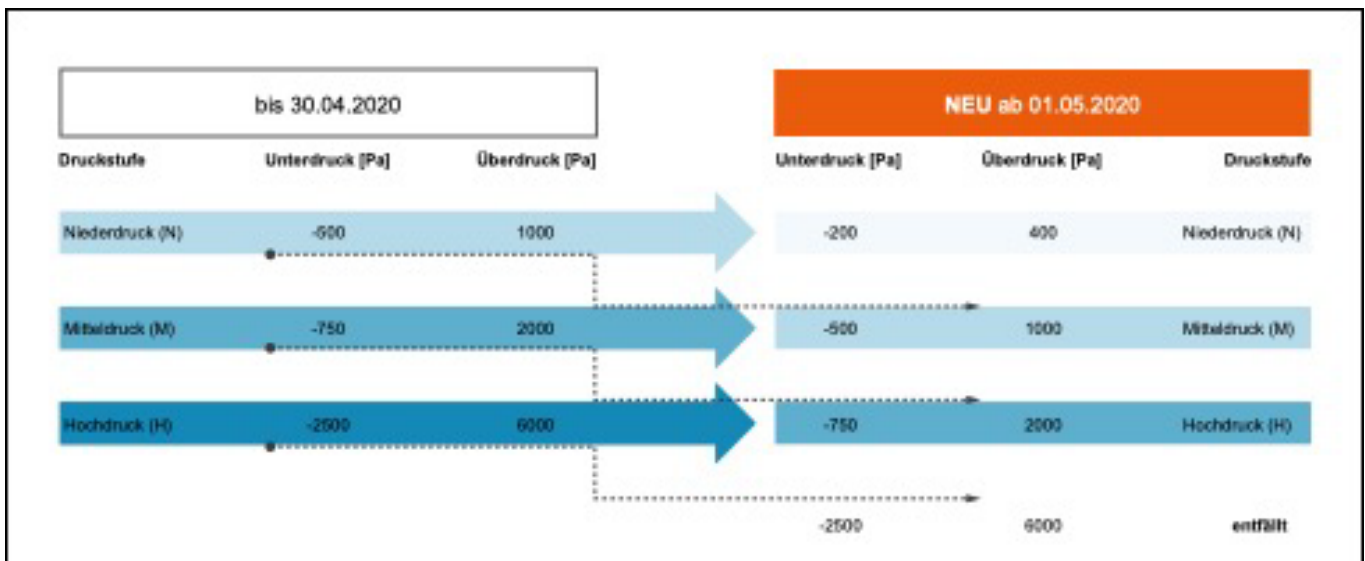 bis 30.04.2020 NEU ab 01.05.2020
Druckstufe Unterdruck [Pa] Überdruck [Pa] Unterdruck [Pa] Überdruck [Pa] Druckstufe
Niederdruck (N) -500 1000 -200 400 Niederdruck (N)
Mitteldruck (M) -750 2000 -500 1000 Mitteldruck (M)
Hochdruck (H) -2500 6000 -750 2000 Hochdruck (H)
-2500 6000 entfällt